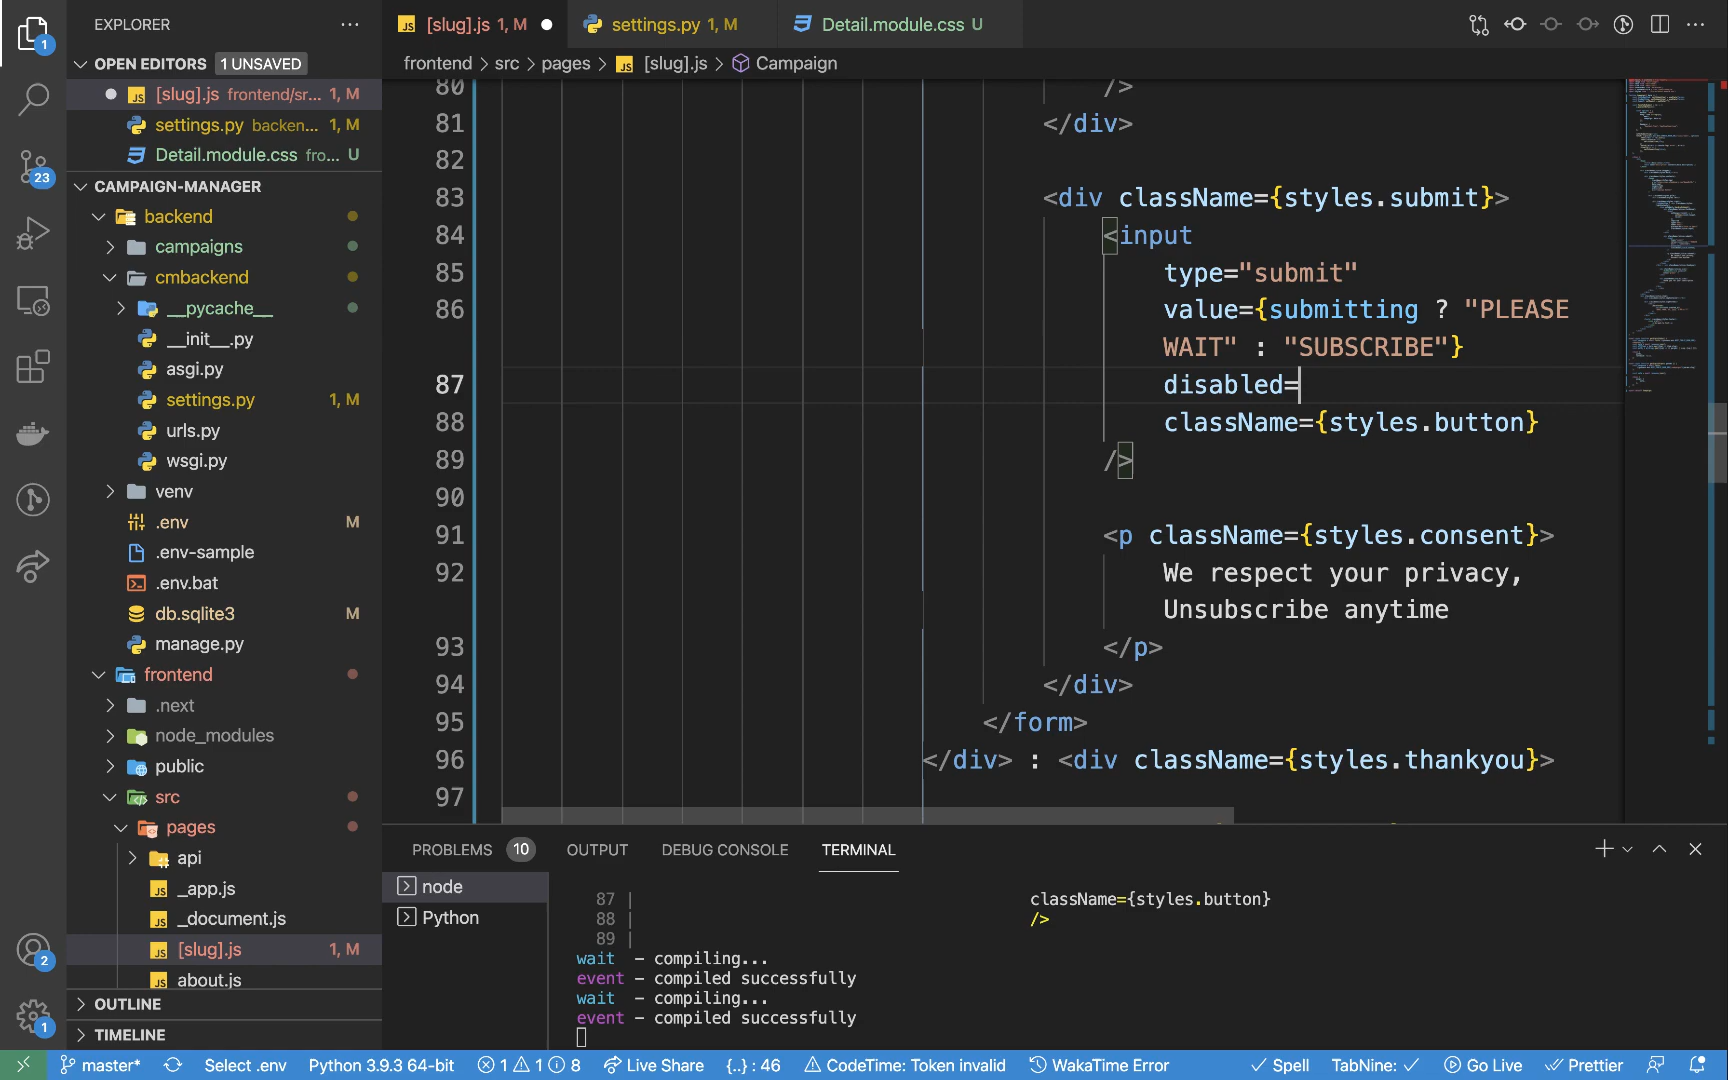 EXPLORER
OPEN EDITORS 1 UNSAVED
[slug].js frontend/sr... 1, M
settings.py backen... 1, M
Detail.module.css fro... U
CAMPAIGN-MANAGER
backend
campaigns
cmbackend
__pycache__
__init__.py
asgi.py
settings.py 1, M
urls.py
wsgi.py
venv
.env M
.env-sample
.env.bat
db.sqlite3 M
manage.py
frontend
.next
node_modules
public
src
pages
api
_app.js
_document.js
[slug].js 1, M
about.js
OUTLINE
TIMELINE
1
23
2
1
[slug].js 1, M
settings.py 1, M
Detail.module.css U
frontend > src > pages > [slug].js > Campaign
80 />
81 </div>
82
83 <div className={styles.submit}>
84 <input
85 type="submit"
86 value={submitting ? "PLEASE
WAIT" : "SUBSCRIBE"}
87 disabled=
88 className={styles.button}
89 />
90
91 <p className={styles.consent}>
92 We respect your privacy,
Unsubscribe anytime
93 </p>
94 </div>
95 </form>
96 </div> : <div className={styles.thankyou}>
97
PROBLEMS 10 OUTPUT DEBUG CONSOLE TERMINAL
node
Python
87 | className={styles.button}
88 | />
89 |
wait - compiling...
event - compiled successfully
wait - compiling...
event - compiled successfully
master* Select .env Python 3.9.3 64-bit 1 1 8 Live Share {..} : 46 CodeTime: Token invalid WakaTime Error Spell TabNine: ✓ Go Live Prettier